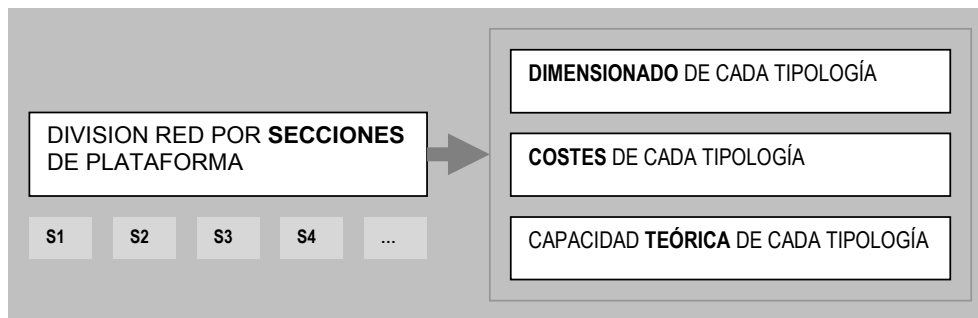 DIVISION RED POR SECCIONES
DE PLATAFORMA
S1
S2
S3
S4
...
DIMENSIONADO DE CADA TIPOLOGÍA
COSTES DE CADA TIPOLOGÍA
CAPACIDAD TEÓRICA DE CADA TIPOLOGÍA